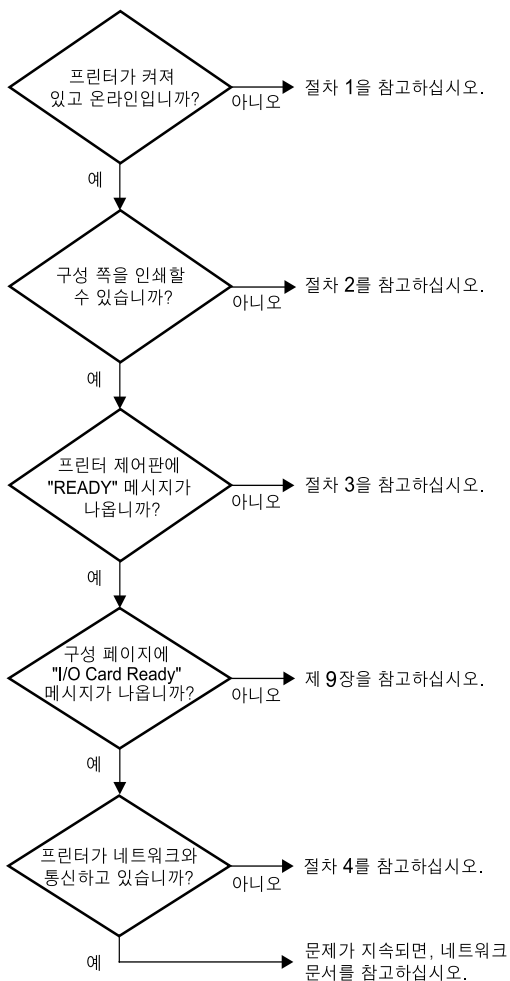 프린터가 켜져
있고 온라인입니까?
아니오
절차 1을 참고하십시오.
예
구성 쪽을 인쇄할
수 있습니까?
아니오
절차 2를 참고하십시오.
예
프린터 제어판에
"READY" 메시지가
나옵니까?
아니오
절차 3을 참고하십시오.
예
구성 페이지에
"I/O Card Ready"
메시지가 나옵니까?
아니오
제 9장을 참고하십시오.
예
프린터가 네트워크와
통신하고 있습니까?
아니오
절차 4를 참고하십시오.
예
문제가 지속되면, 네트워크
문서를 참고하십시오.